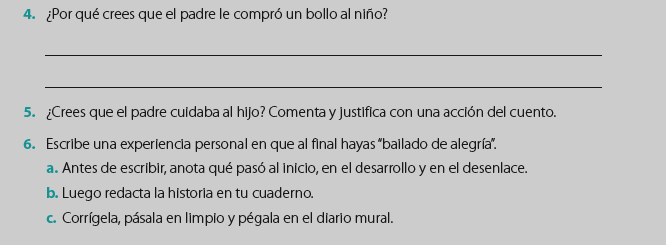 4. ¿Por qué crees que el padre le compró un bollo al niño?
5. ¿Crees que el padre cuidaba al hijo? Comenta y justifica con una acción del cuento.
6. Escribe una experiencia personal en que al final hayas “bailado de alegría”.
a. Antes de escribir, anota qué pasó al inicio, en el desarrollo y en el desenlace.
b. Luego redacta la historia en tu cuaderno.
c. Corrígela, pásala en limpio y pégala en el diario mural.